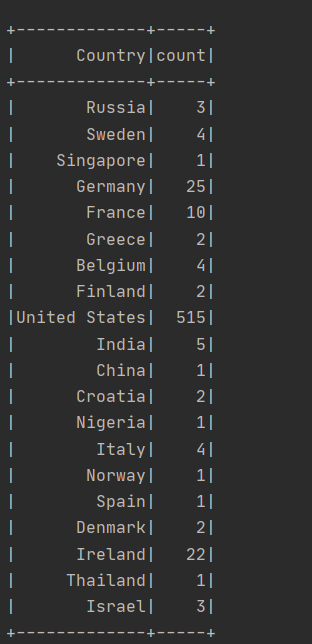 +-------------+-----+
|      Country|count|
+-------------+-----+
|       Russia|    3|
|       Sweden|    4|
|    Singapore|    1|
|      Germany|   25|
|       France|   10|
|       Greece|    2|
|      Belgium|    4|
|      Finland|    2|
|United States|  515|
|        India|    5|
|        China|    1|
|      Croatia|    2|
|      Nigeria|    1|
|        Italy|    4|
|       Norway|    1|
|        Spain|    1|
|      Denmark|    2|
|      Ireland|   22|
|     Thailand|    1|
|       Israel|    3|
+-------------+-----+